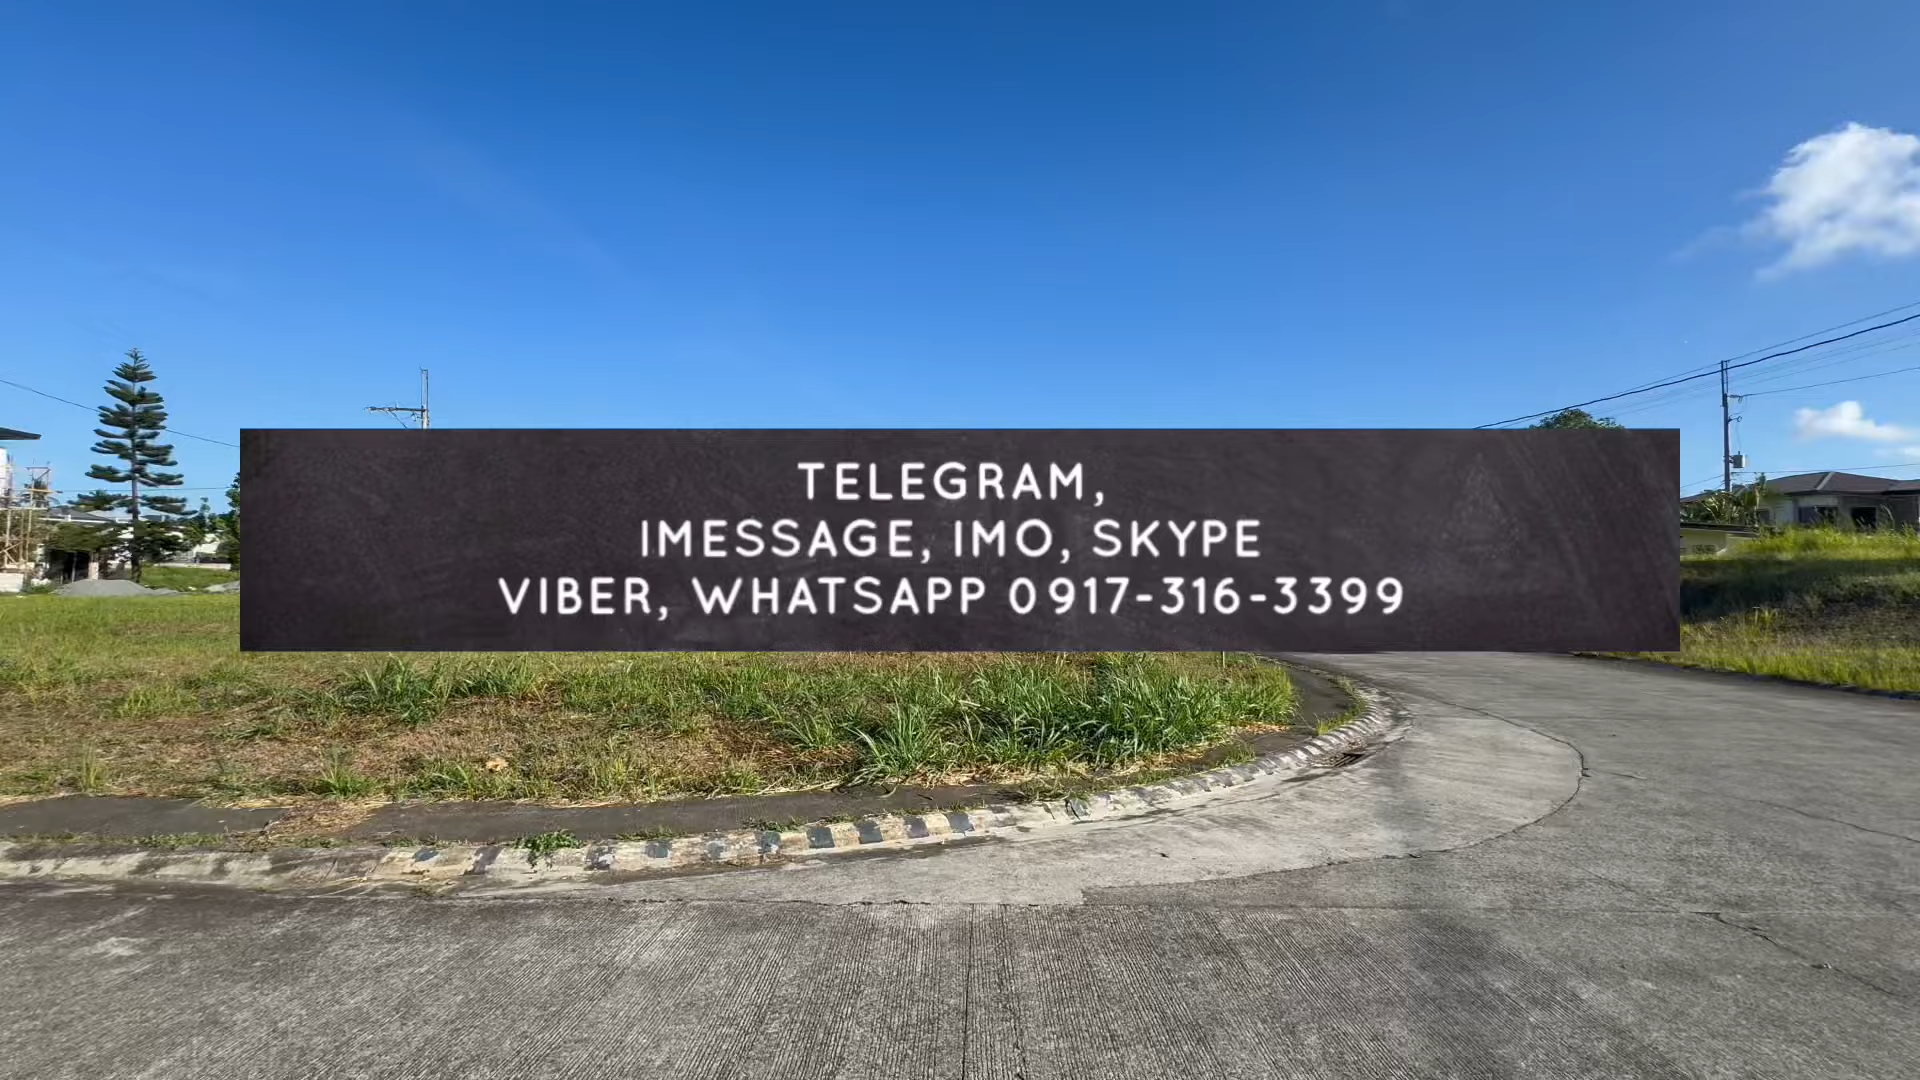 TELEGRAM,
IMESSAGE, IMO, SKYPE
VIBER, WHATSAPP 0917-316-3399